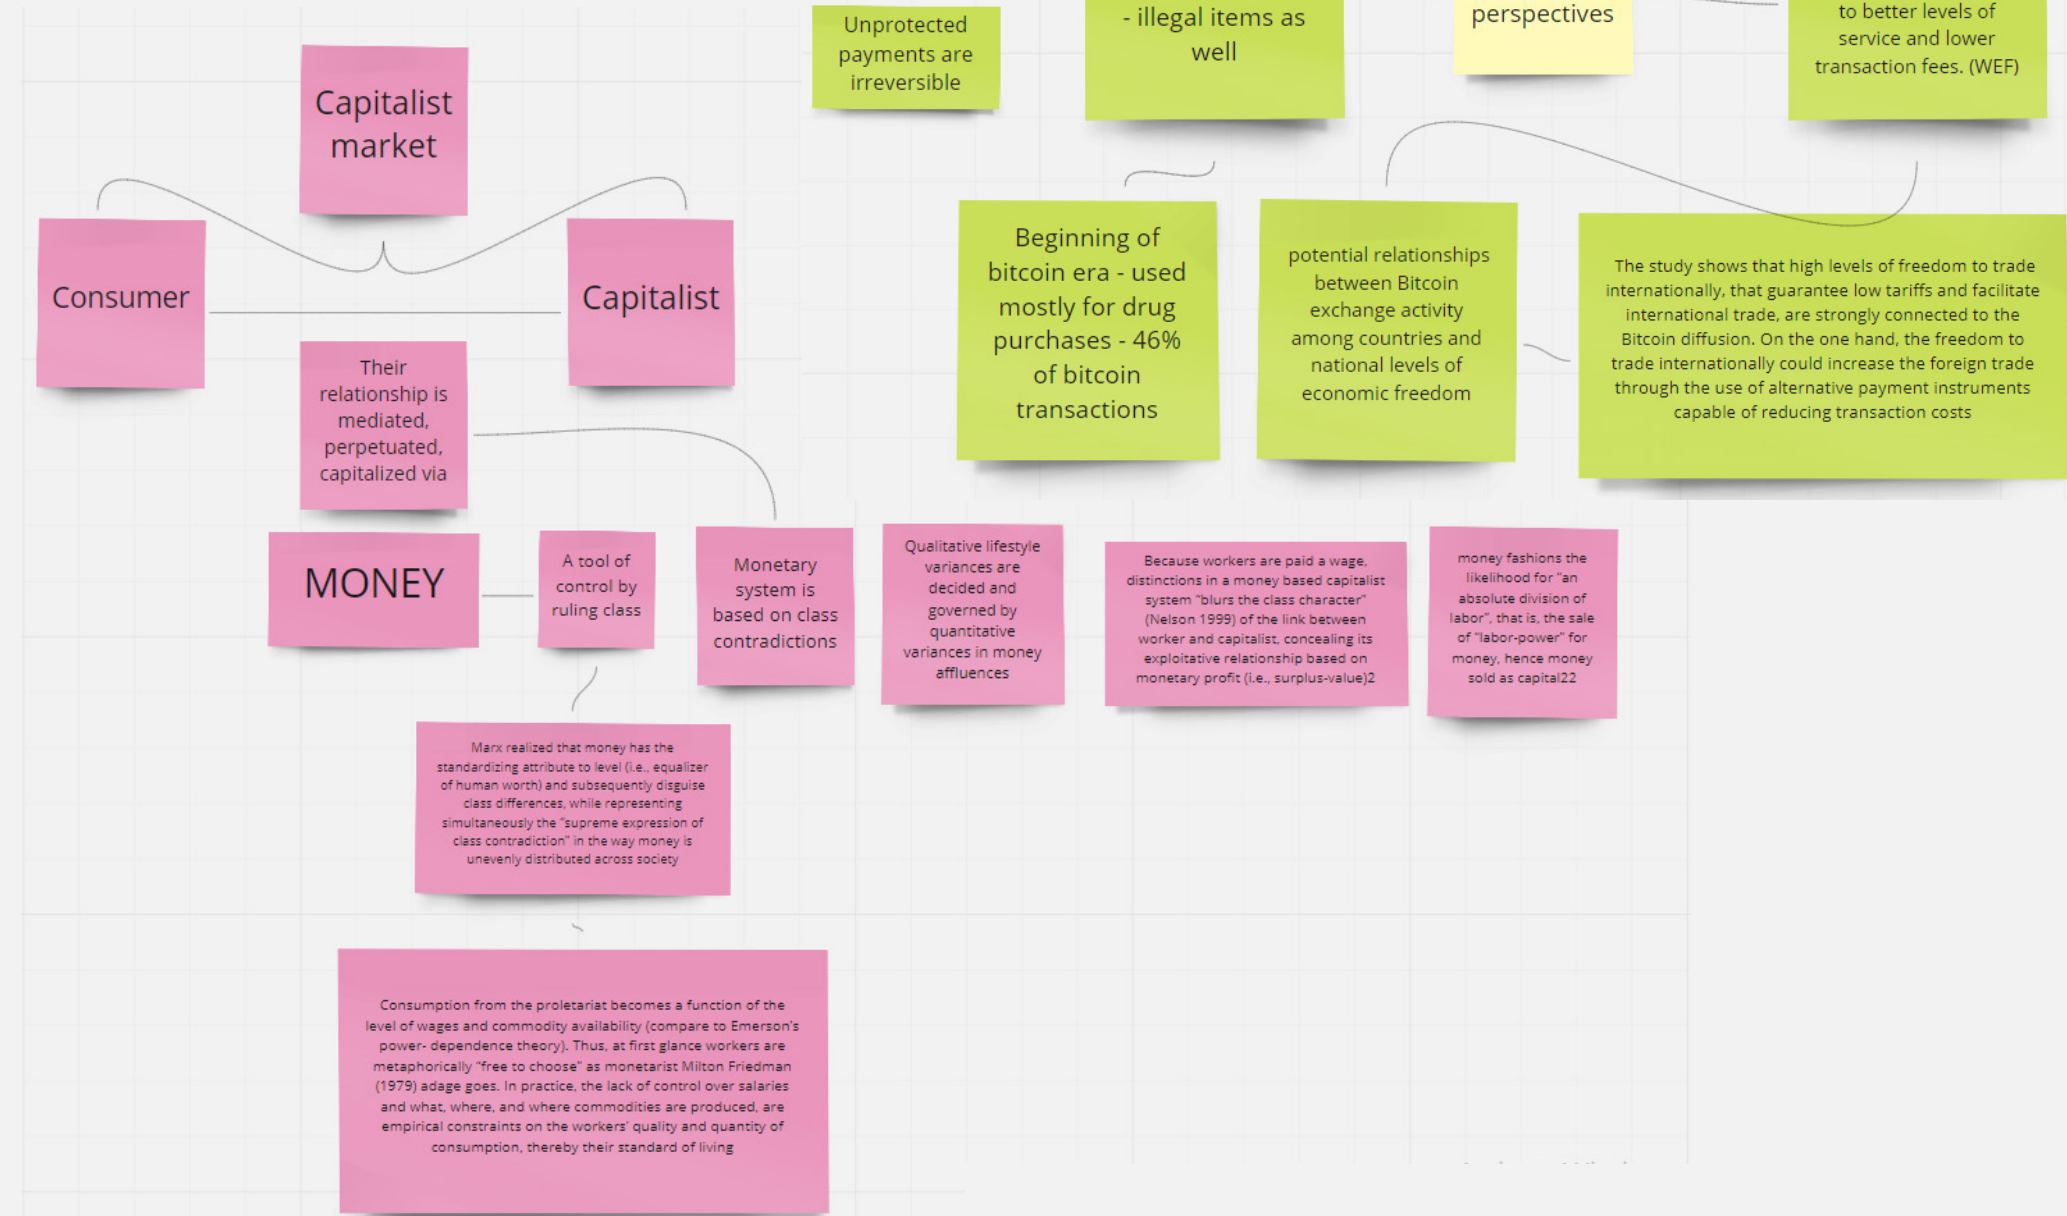 Capitalist
market
Consumer
Capitalist
Their
relationship is
mediated,
perpetuated,
capitalized via
MONEY
A tool of
control by
ruling class
Monetary
system is
based on class
contradictions
Qualitative lifestyle
variances are
decided and
governed by
quantitative
variances in money
affluences
Because workers are paid a wage,
distinctions in a money based capitalist
system "blurs the class character"
(Nelson 1999) of the link between
worker and capitalist, concealing its
exploitative relationship based on
monetary profit (i.e., surplus-value)2
money fashions the
likelihood for "an
absolute division of
labor", that is, the sale
of "labor-power" for
money, hence money
sold as capital22
Marx realized that money has the
standardizing attribute to level (i.e., equalizer
of human worth) and subsequently disguise
class differences, while representing
simultaneously the "supreme expression of
class contradiction" in the way money is
unevenly distributed across society
Consumption from the proletariat becomes a function of the
level of wages and commodity availability (compare to Emerson's
power- dependence theory). Thus, at first glance workers are
metaphorically "free to choose" as monetarist Milton Friedman
(1979) adage goes. In practice, the lack of control over salaries
and what, where, and where commodities are produced, are
empirical constraints on the workers' quality and quantity of
consumption, thereby their standard of living
Unprotected
payments are
irreversible
- illegal items as
well
perspectives
to better levels of
service and lower
transaction fees. (WEF)
Beginning of
bitcoin era - used
mostly for drug
purchases - 46%
of bitcoin
transactions
potential relationships
between Bitcoin
exchange activity
among countries and
national levels of
economic freedom
The study shows that high levels of freedom to trade
internationally, that guarantee low tariffs and facilitate
international trade, are strongly connected to the
Bitcoin diffusion. On the one hand, the freedom to
trade internationally could increase the foreign trade
through the use of alternative payment instruments
capable of reducing transaction costs